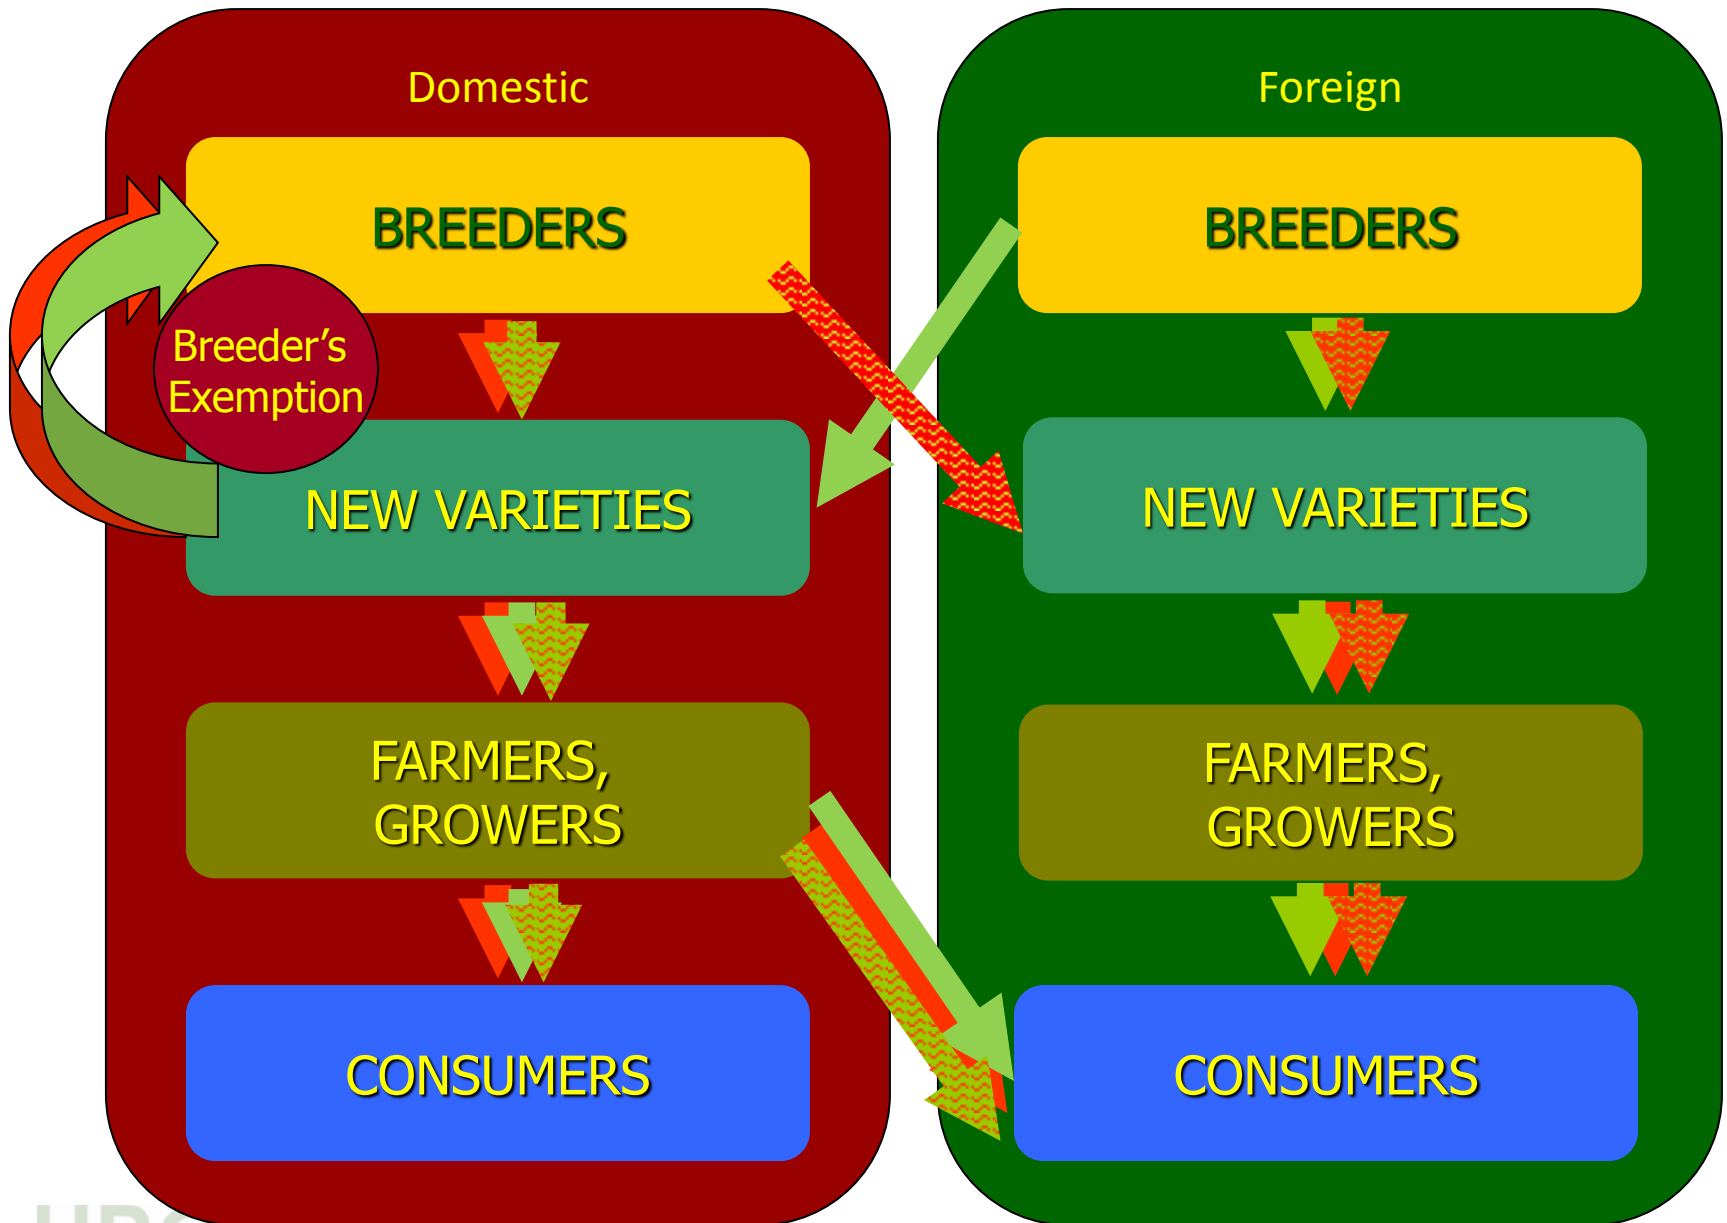 Domestic
BREEDERS
Breeder’s
Exemption
NEW VARIETIES
FARMERS,
GROWERS
CONSUMERS
Foreign
BREEDERS
NEW VARIETIES
FARMERS,
GROWERS
CONSUMERS